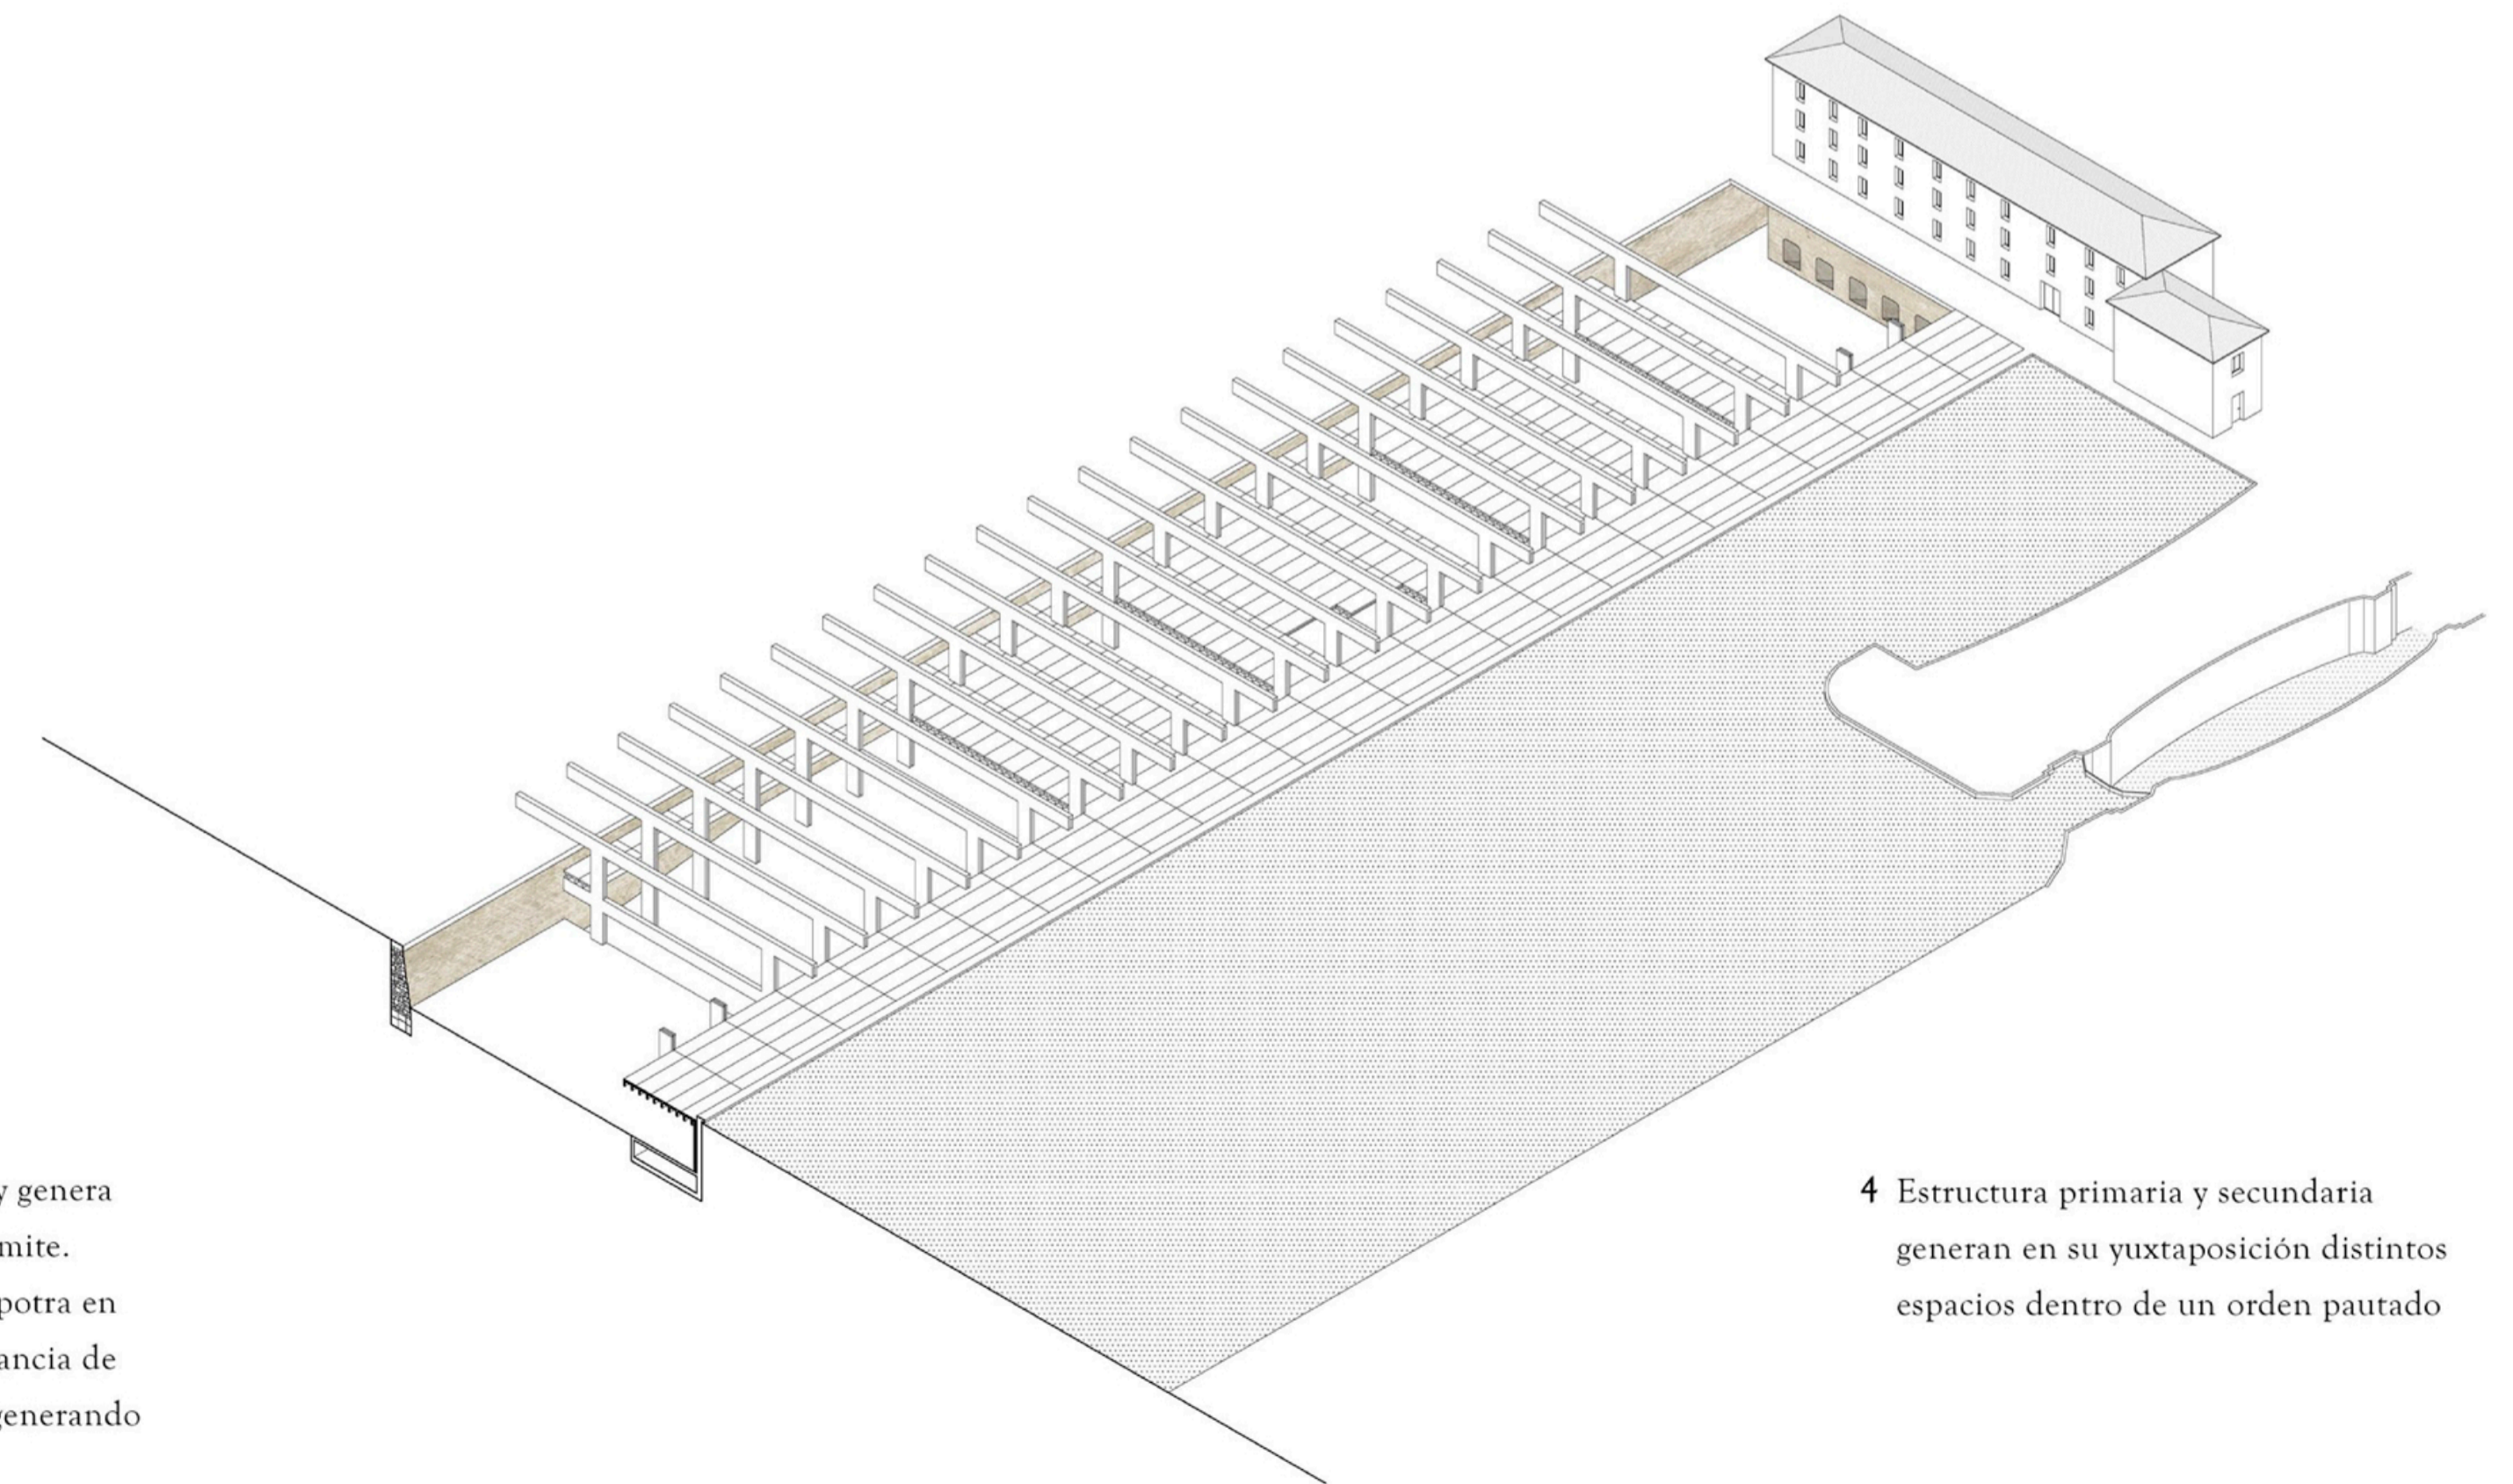 y genera
mite.
potra en
ancia de
generando
4 Estructura primaria y secundaria
generan en su yuxtaposición distintos
espacios dentro de un orden pautado